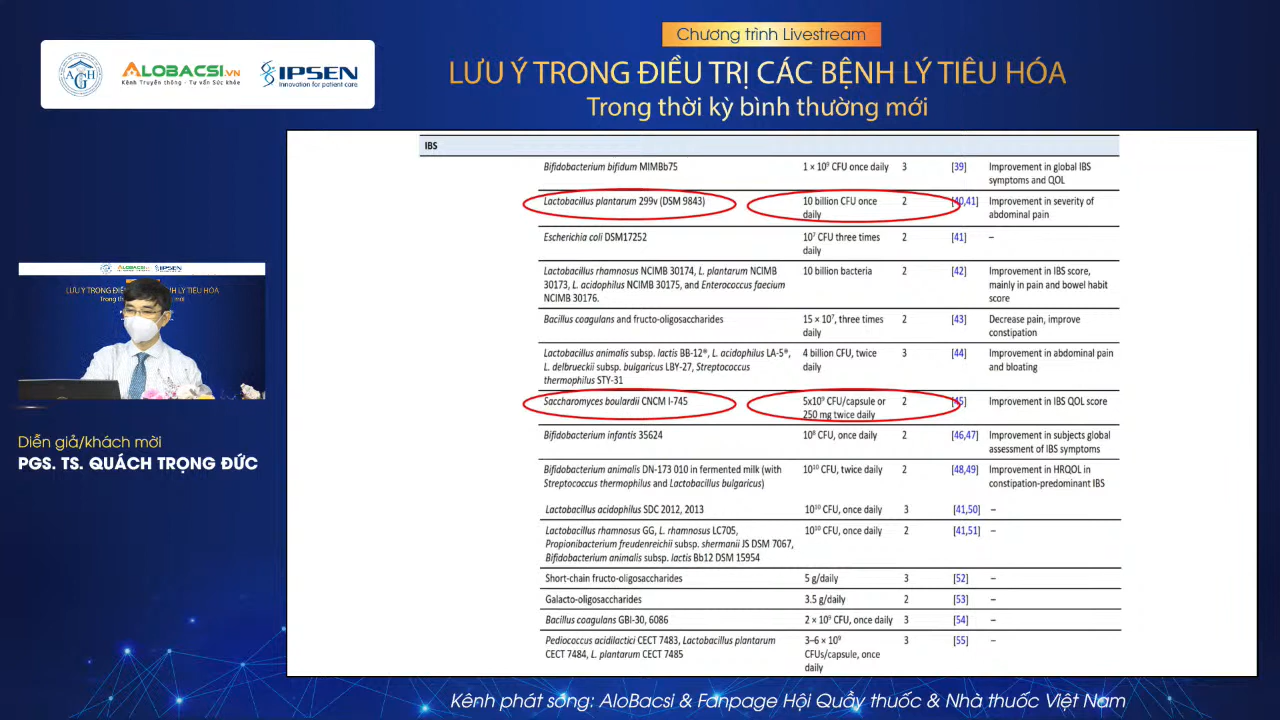 Chương trình Livestream
LƯU Ý TRONG ĐIỀU TRỊ CÁC BỆNH LÝ TIÊU HÓA
Trong thời kỳ bình thường mới
AGH
ALOBACSI.VN
Kênh Truyền thông - Tư vấn Sức khỏe
IPSEN
Innovation for patient care
IBS
Bifidobacterium bifidum MIMBb75 1 × 10⁹ CFU once daily 3 [39] Improvement in global IBS
symptoms and QOL
Lactobacillus plantarum 299v (DSM 9843) 10 billion CFU once 2 [40,41] Improvement in severity of
daily abdominal pain
Escherichia coli DSM17252 10⁷ CFU three times 2 [41] –
daily
Lactobacillus rhamnosus NCIMB 30174, L. plantarum NCIMB 10 billion bacteria 2 [42] Improvement in IBS score,
30173, L. acidophilus NCIMB 30175, and Enterococcus faecium mainly in pain and bowel habit
NCIMB 30176. score
Bacillus coagulans and fructo-oligosaccharides 15 × 10⁷, three times 2 [43] Decrease pain, improve
daily constipation
Lactobacillus animalis subsp. lactis BB-12®, L. acidophilus LA-5®, 4 billion CFU, twice 3 [44] Improvement in abdominal pain
L. delbrueckii subsp. bulgaricus LBY-27, Streptococcus daily and bloating
thermophilus STY-31
Saccharomyces boulardii CNCM I-745 5x10⁹ CFU/capsule or 2 [45] Improvement in IBS QOL score
250 mg twice daily
Bifidobacterium infantis 35624 10⁸ CFU, once daily 2 [46,47] Improvement in subjects global
assessment of IBS symptoms
Bifidobacterium animalis DN-173 010 in fermented milk (with 10¹⁰ CFU, twice daily 2 [48,49] Improvement in HRQOL in
Streptococcus thermophilus and Lactobacillus bulgaricus) constipation-predominant IBS
Lactobacillus acidophilus SDC 2012, 2013 10¹⁰ CFU, once daily 3 [41,50] –
Lactobacillus rhamnosus GG, L. rhamnosus LC705, 10¹⁰ CFU, once daily 2 [41,51] –
Propionibacterium freudenreichii subsp. shermanii JS DSM 7067,
Bifidobacterium animalis subsp. lactis Bb12 DSM 15954
Short-chain fructo-oligosaccharides 5 g/daily 3 [52] –
Galacto-oligosaccharides 3.5 g/daily 2 [53] –
Bacillus coagulans GBI-30, 6086 2 × 10⁹ CFU, once daily 3 [54] –
Pediococcus acidilactici CECT 7483, Lactobacillus plantarum 3–6 × 10⁹ 3 [55] –
CECT 7484, L. plantarum CECT 7485 CFUs/capsule, once
daily
Diễn giả/khách mời
PGS. TS. QUÁCH TRỌNG ĐỨC
Kênh phát sóng: AloBacsi & Fanpage Hội Quầy thuốc & Nhà thuốc Việt Nam